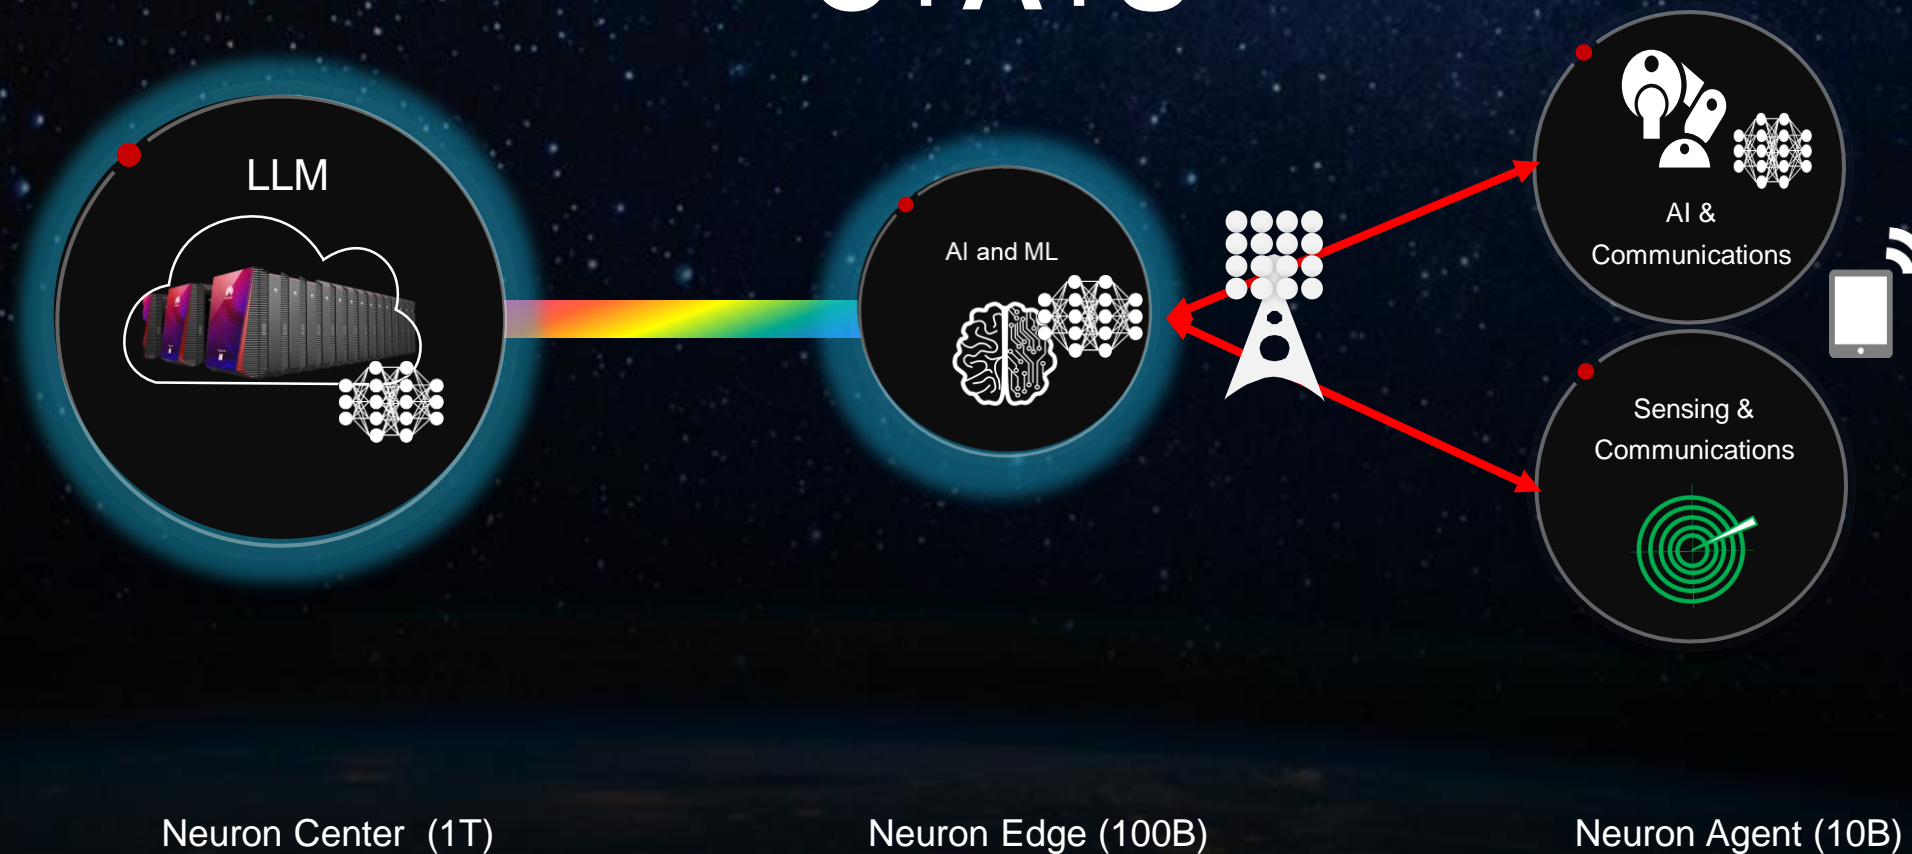 LLM
AI and ML
AI &
Communications
Sensing &
Communications
Neuron Center (1T)
Neuron Edge (100B)
Neuron Agent (10B)